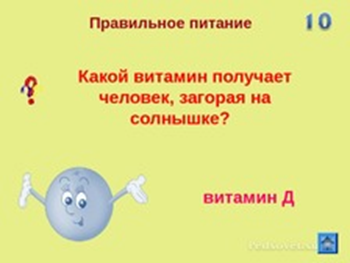 Правильное питание
10
Какой витамин получает
человек, загорая на
солнышке?
витамин Д